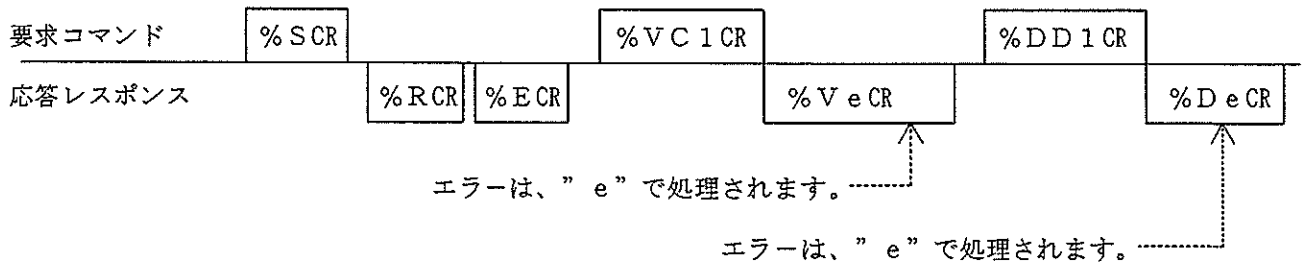 要求コマンド %SCR %VC1CR %DD1CR
応答レスポンス %RCR %ECR %VeCR %DeCR
エラーは、”e”で処理されます。
エラーは、”e”で処理されます。